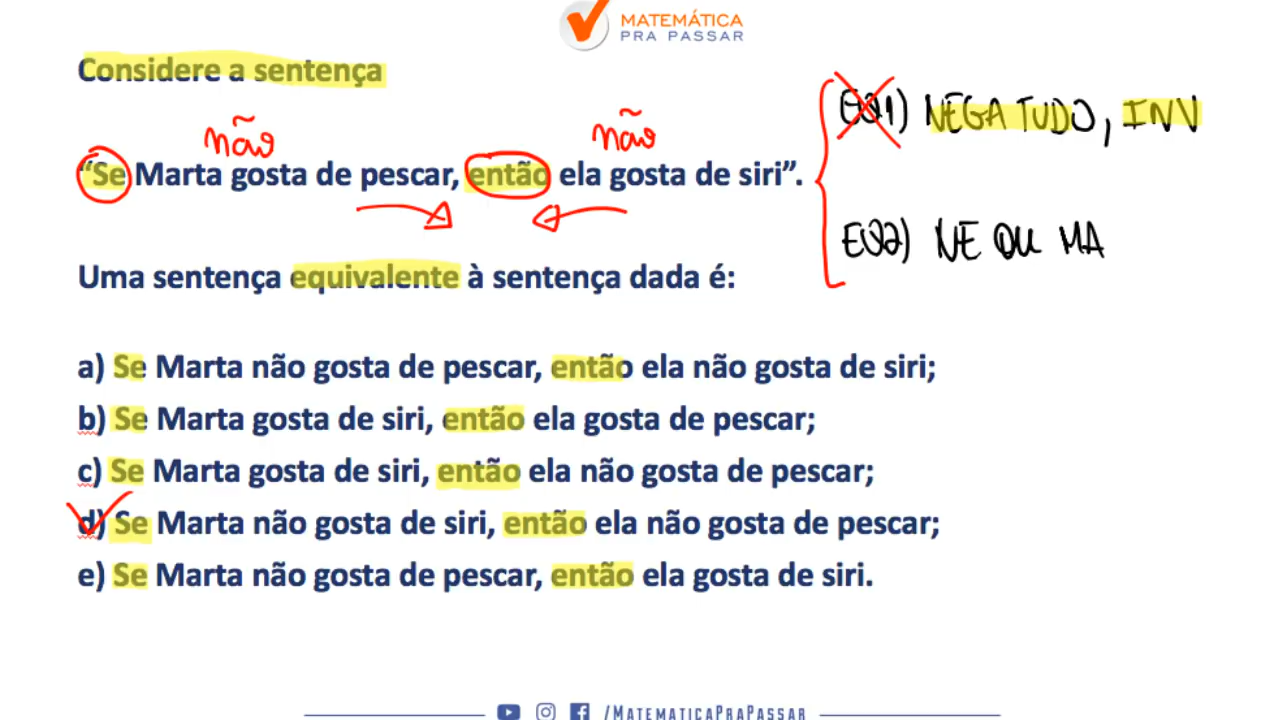 MATEMÁTICA
PRA PASSAR
Considere a sentença
EQ1) NEGA TUDO, INV
não não
“Se Marta gosta de pescar, então ela gosta de siri”.
EQ2) NE OU MA
Uma sentença equivalente à sentença dada é:
a) Se Marta não gosta de pescar, então ela não gosta de siri;
b) Se Marta gosta de siri, então ela gosta de pescar;
c) Se Marta gosta de siri, então ela não gosta de pescar;
d) Se Marta não gosta de siri, então ela não gosta de pescar;
e) Se Marta não gosta de pescar, então ela gosta de siri.
/MATEMATICAPRAPASSAR